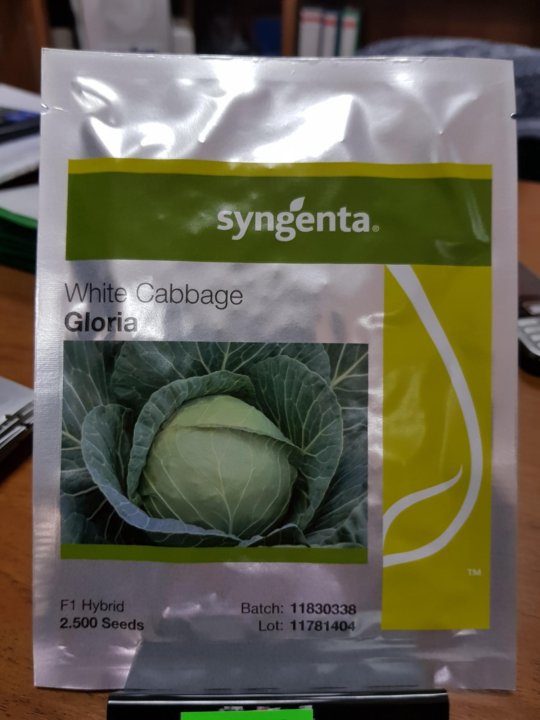 syngenta®
White Cabbage
Gloria
TM
F1 Hybrid
2.500 Seeds
Batch: 11830338
Lot: 11781404